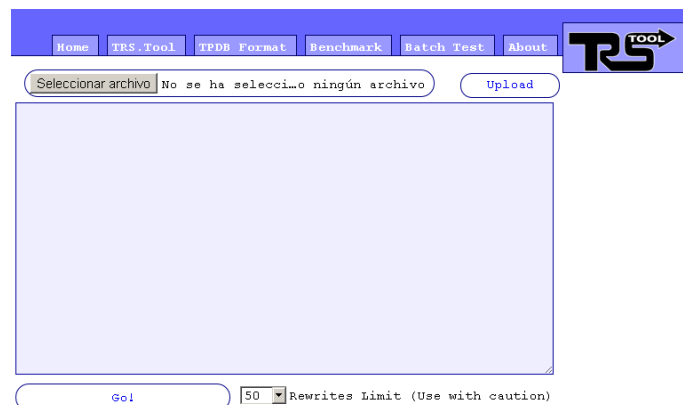 Home TRS.Tool TPDB Format Benchmark Batch Test About TRS TOOL
Seleccionar archivo No se ha selecci…o ningún archivo Upload
Go! 50 Rewrites Limit (Use with caution)